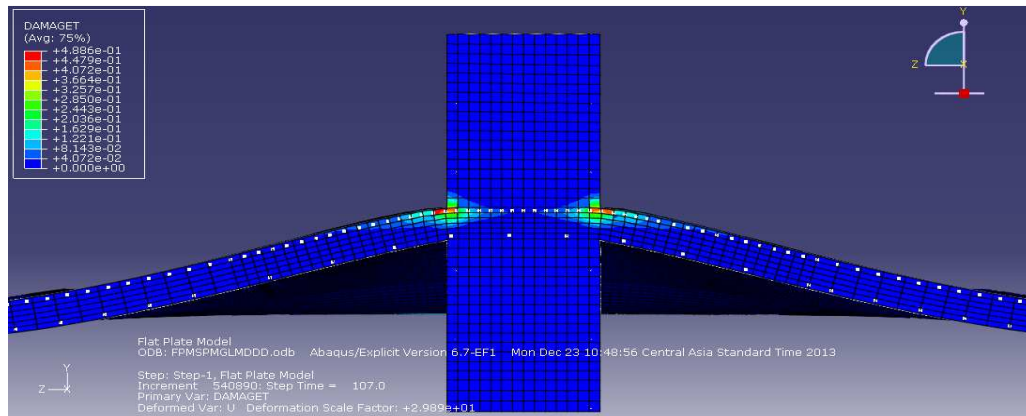 DAMAGET
(Avg: 75%)
+4.886e-01
+4.479e-01
+4.072e-01
+3.664e-01
+3.257e-01
+2.850e-01
+2.443e-01
+2.036e-01
+1.629e-01
+1.221e-01
+8.143e-02
+4.072e-02
+0.000e+00
Y
Z X
Flat Plate Model
ODB: FPMSPMGLMDDD.odb Abaqus/Explicit Version 6.7-EF1 Mon Dec 23 10:48:56 Central Asia Standard Time 2013
Y
Z X
Step: Step-1, Flat Plate Model
Increment 540890: Step Time = 107.0
Primary Var: DAMAGET
Deformed Var: U Deformation Scale Factor: +2.989e+01